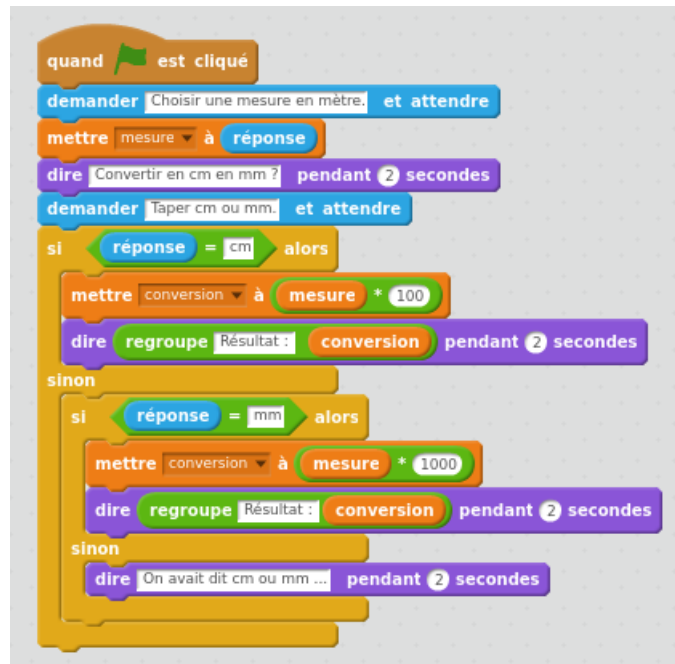 quand est cliqué
demander Choisir une mesure en mètre. et attendre
mettre mesure à réponse
dire Convertir en cm en mm ? pendant 2 secondes
demander Taper cm ou mm. et attendre
si réponse = cm alors
mettre conversion à mesure * 100
dire regroupe Résultat : conversion pendant 2 secondes
sinon
si réponse = mm alors
mettre conversion à mesure * 1000
dire regroupe Résultat : conversion pendant 2 secondes
sinon
dire On avait dit cm ou mm ... pendant 2 secondes